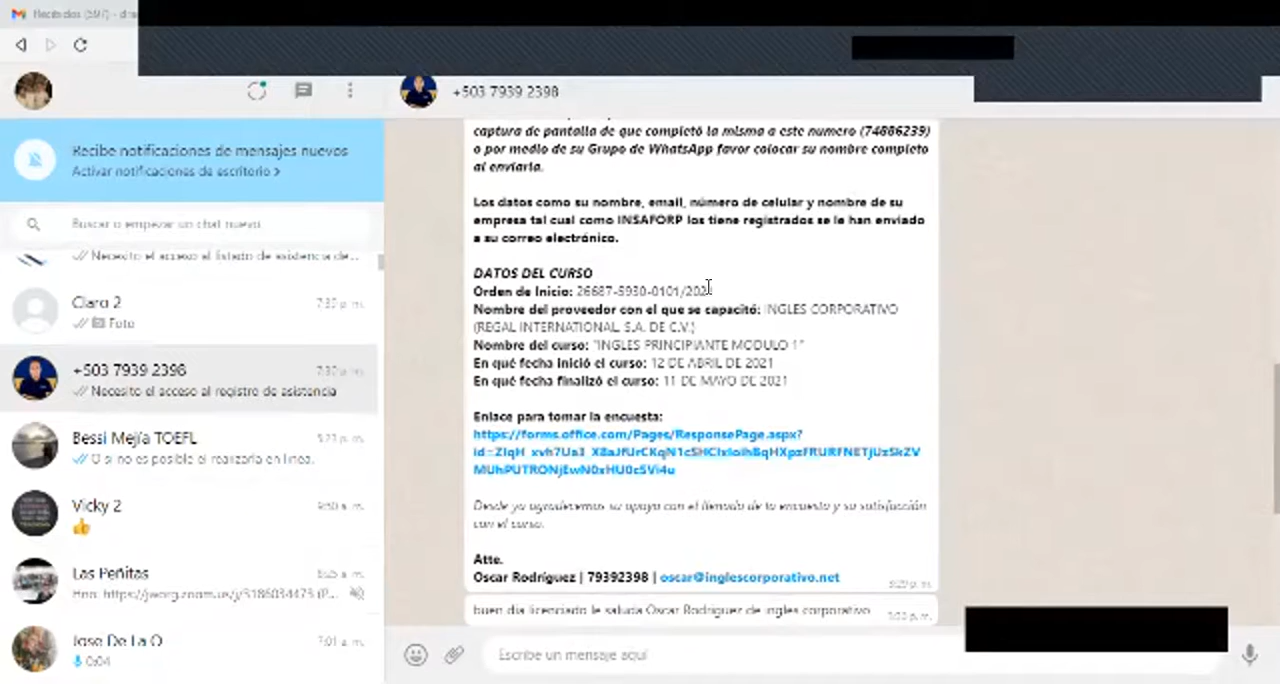 Recibidos (597) - 
+503 7939 2398
Recibe notificaciones de mensajes nuevos
Activar notificaciones de escritorio >
Buscar o empezar un chat nuevo
Necesito el acceso al listado de asistencia de...
Claro 2
Foto
+503 7939 2398
Necesito el acceso al registro de asistencia
Bessi Mejía TOEFL
O si no es posible el realizarla en linea.
Vicky 2
Las Peñitas
Jose De La O
0:04
captura de pantalla de que completó la misma a este numero (74886239)
o por medio de su Grupo de WhatsApp favor colocar su nombre completo
al enviarla.
Los datos como su nombre, email, número de celular y nombre de su
empresa tal cual como INSAFORP los tiene registrados se le han enviado
a su correo electrónico.
DATOS DEL CURSO
Orden de Inicio: 26687-5930-0101/202
Nombre del proveedor con el que se capacitó: INGLES CORPORATIVO
(REGAL INTERNATIONAL, S.A. DE C.V.)
Nombre del curso: "INGLES PRINCIPIANTE MODULO 1"
En qué fecha inició el curso: 12 DE ABRIL DE 2021
En qué fecha finalizó el curso: 11 DE MAYO DE 2021
Enlace para tomar la encuesta:
https://forms.office.com/Pages/ResponsePage.aspx?
Desde ya agradecemos su apoyo con el llenado de la encuesta y su satisfacción
con el curso.
Atte.
Oscar Rodríguez | 79392398 | oscar@inglescorporativo.net
buen dia licenciado le saluda Oscar Rodriguez de ingles corporativo
Escribe un mensaje aquí